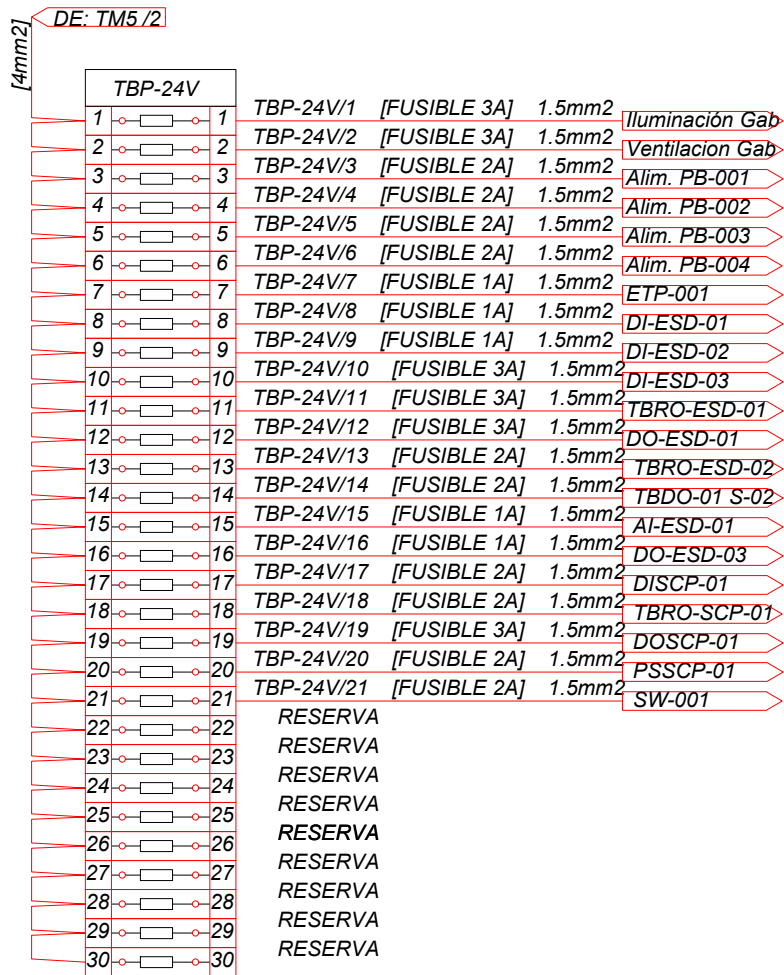 DE: TM5 /2
[4mm2]
TBP-24V
1 1 TBP-24V/1 [FUSIBLE 3A] 1.5mm2 Iluminación Gab
2 2 TBP-24V/2 [FUSIBLE 3A] 1.5mm2 Ventilacion Gab
3 3 TBP-24V/3 [FUSIBLE 2A] 1.5mm2 Alim. PB-001
4 4 TBP-24V/4 [FUSIBLE 2A] 1.5mm2 Alim. PB-002
5 5 TBP-24V/5 [FUSIBLE 2A] 1.5mm2 Alim. PB-003
6 6 TBP-24V/6 [FUSIBLE 2A] 1.5mm2 Alim. PB-004
7 7 TBP-24V/7 [FUSIBLE 1A] 1.5mm2 ETP-001
8 8 TBP-24V/8 [FUSIBLE 1A] 1.5mm2 DI-ESD-01
9 9 TBP-24V/9 [FUSIBLE 1A] 1.5mm2 DI-ESD-02
10 10 TBP-24V/10 [FUSIBLE 3A] 1.5mm2 DI-ESD-03
11 11 TBP-24V/11 [FUSIBLE 3A] 1.5mm2 TBRO-ESD-01
12 12 TBP-24V/12 [FUSIBLE 3A] 1.5mm2 DO-ESD-01
13 13 TBP-24V/13 [FUSIBLE 2A] 1.5mm2 TBRO-ESD-02
14 14 TBP-24V/14 [FUSIBLE 2A] 1.5mm2 TBDO-01 S-02
15 15 TBP-24V/15 [FUSIBLE 1A] 1.5mm2 AI-ESD-01
16 16 TBP-24V/16 [FUSIBLE 1A] 1.5mm2 DO-ESD-03
17 17 TBP-24V/17 [FUSIBLE 2A] 1.5mm2 DISCP-01
18 18 TBP-24V/18 [FUSIBLE 2A] 1.5mm2 TBRO-SCP-01
19 19 TBP-24V/19 [FUSIBLE 3A] 1.5mm2 DOSCP-01
20 20 TBP-24V/20 [FUSIBLE 2A] 1.5mm2 PSSCP-01
21 21 TBP-24V/21 [FUSIBLE 2A] 1.5mm2 SW-001
22 22 RESERVA
23 23 RESERVA
24 24 RESERVA
25 25 RESERVA
26 26 RESERVA
27 27 RESERVA
28 28 RESERVA
29 29 RESERVA
30 30 RESERVA